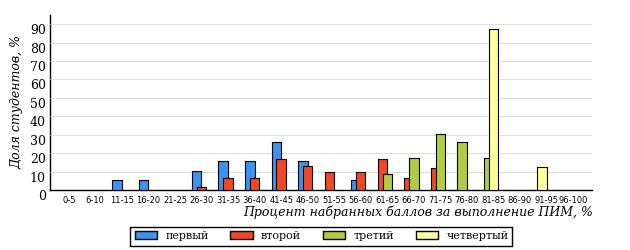 Доля студентов, %
90
80
70
60
50
40
30
20
10
0
0-5 6-10 11-15 16-20 21-25 26-30 31-35 36-40 41-45 46-50 51-55 56-60 61-65 66-70 71-75 76-80 81-85 86-90 91-95 96-100
Процент набранных баллов за выполнение ПИМ, %
первый второй третий четвертый